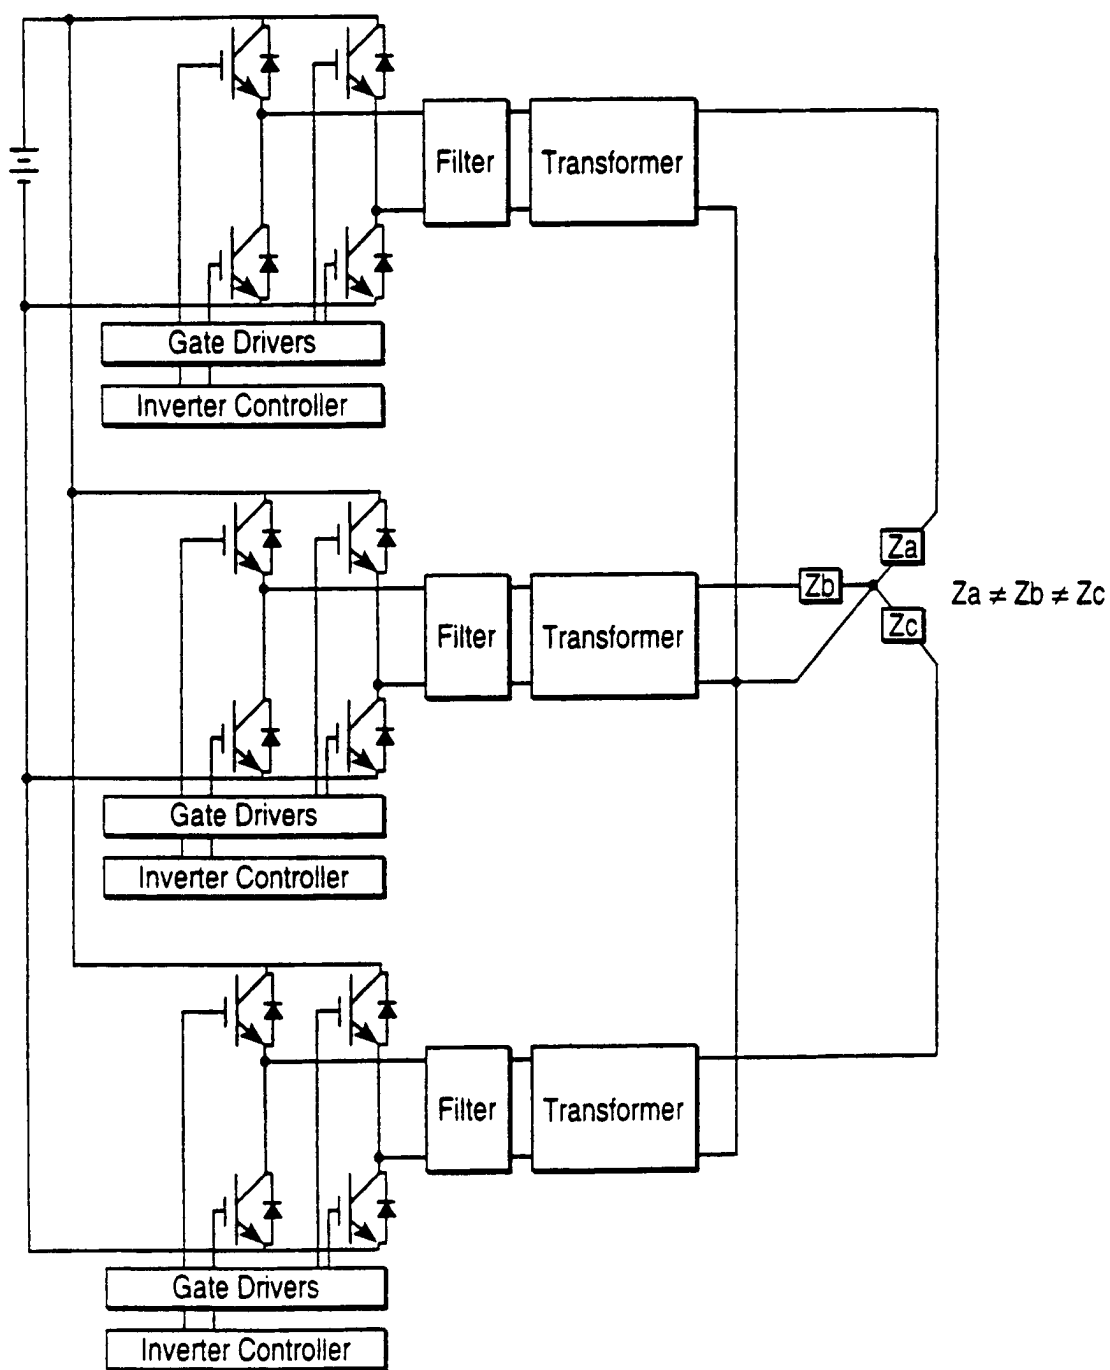 Filter
Transformer
Gate Drivers
Inverter Controller
Za
Zb
Zc
Za ≠ Zb ≠ Zc
Filter
Transformer
Gate Drivers
Inverter Controller
Filter
Transformer
Gate Drivers
Inverter Controller